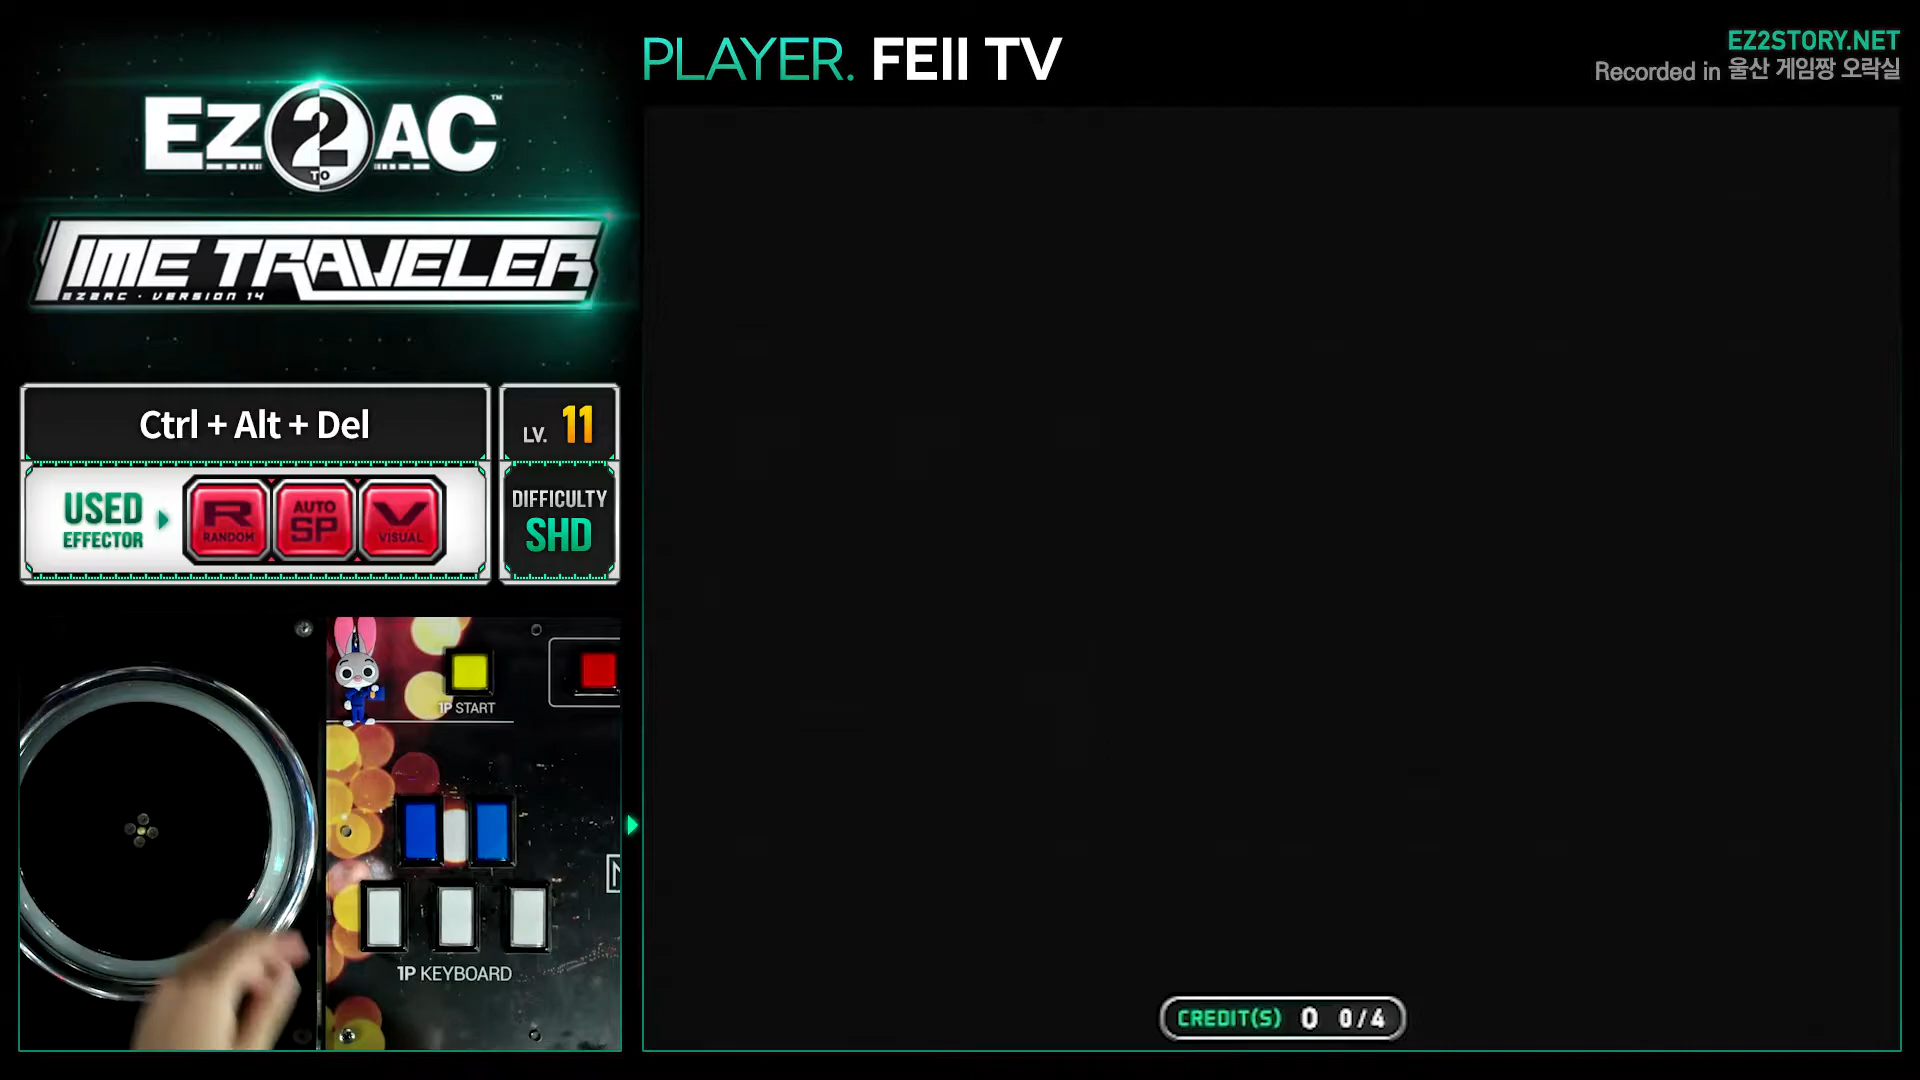 EZ2AC™
TO
TIME TRAVELER
EZ2AC · VERSION 14
PLAYER. FEII TV
EZ2STORY.NET
Recorded in 울산 게임짱 오락실
Ctrl + Alt + Del
LV. 11
USED
EFFECTOR
R
RANDOM
AUTO
SP
V
VISUAL
DIFFICULTY
SHD
1P START
1P KEYBOARD
CREDIT(S) 0 0/4